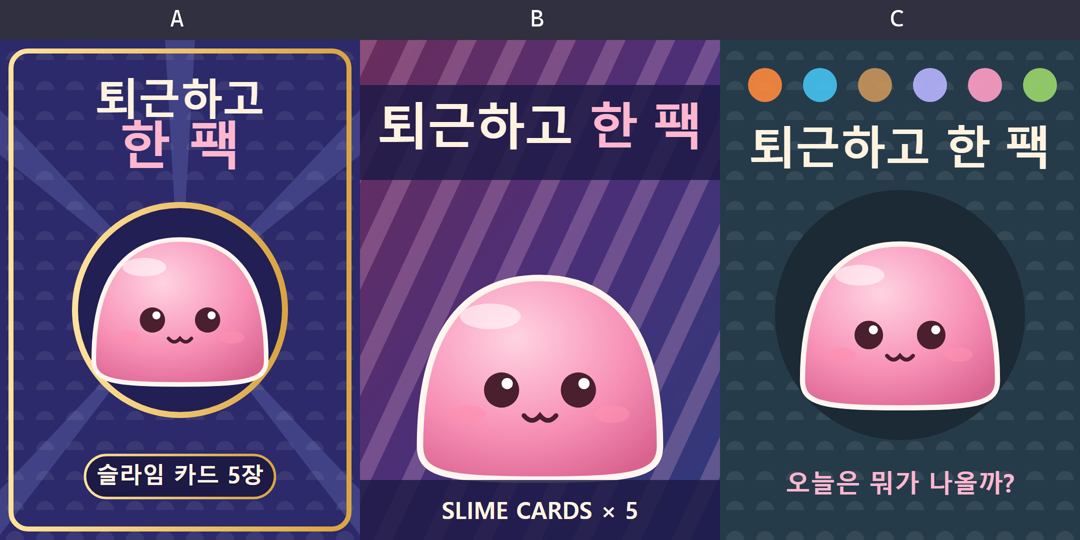 A
퇴근하고
한 팩
슬라임 카드 5장
B
퇴근하고 한 팩
SLIME CARDS × 5
C
퇴근하고 한 팩
오늘은 뭐가 나올까?